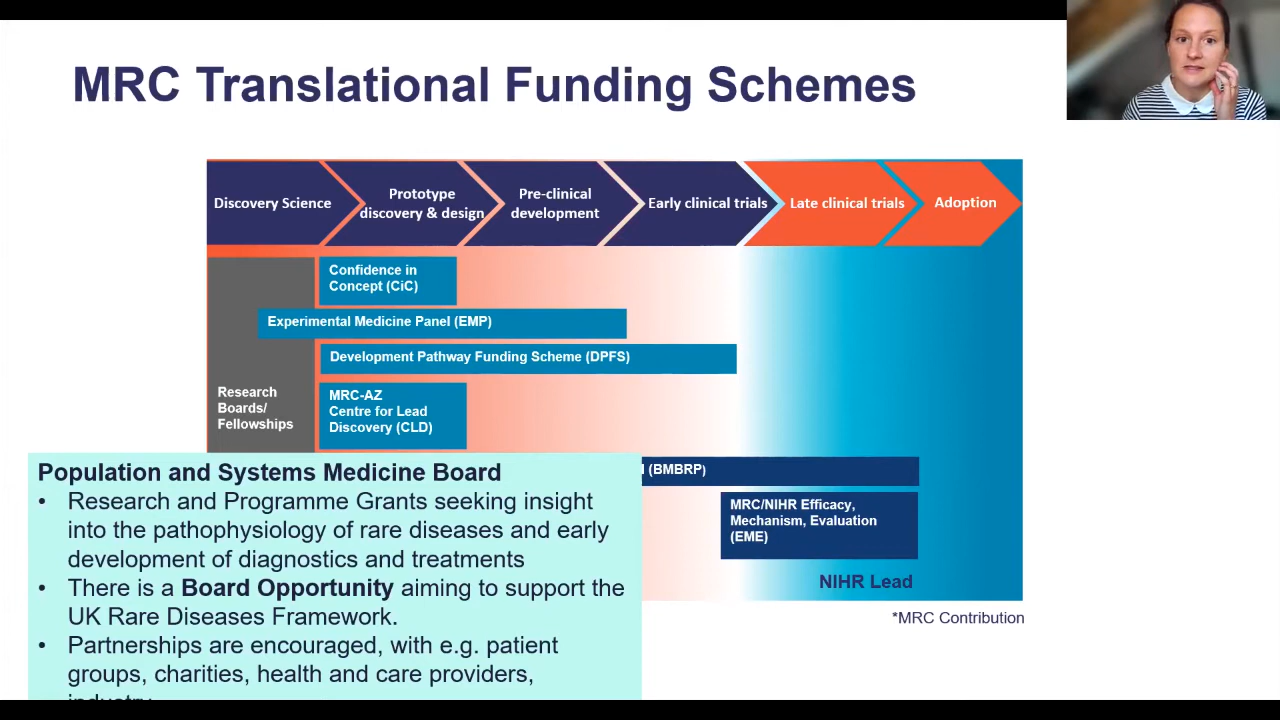 MRC Translational Funding Schemes
Discovery Science
Prototype
discovery & design
Pre-clinical
development
Early clinical trials
Late clinical trials
Adoption
Confidence in
Concept (CiC)
Experimental Medicine Panel (EMP)
Development Pathway Funding Scheme (DPFS)
Research
Boards/
Fellowships
MRC-AZ
Centre for Lead
Discovery (CLD)
(BMBRP)
MRC/NIHR Efficacy,
Mechanism, Evaluation
(EME)
NIHR Lead
*MRC Contribution
Population and Systems Medicine Board
• Research and Programme Grants seeking insight
into the pathophysiology of rare diseases and early
development of diagnostics and treatments
• There is a Board Opportunity aiming to support the
UK Rare Diseases Framework.
• Partnerships are encouraged, with e.g. patient
groups, charities, health and care providers,
industry